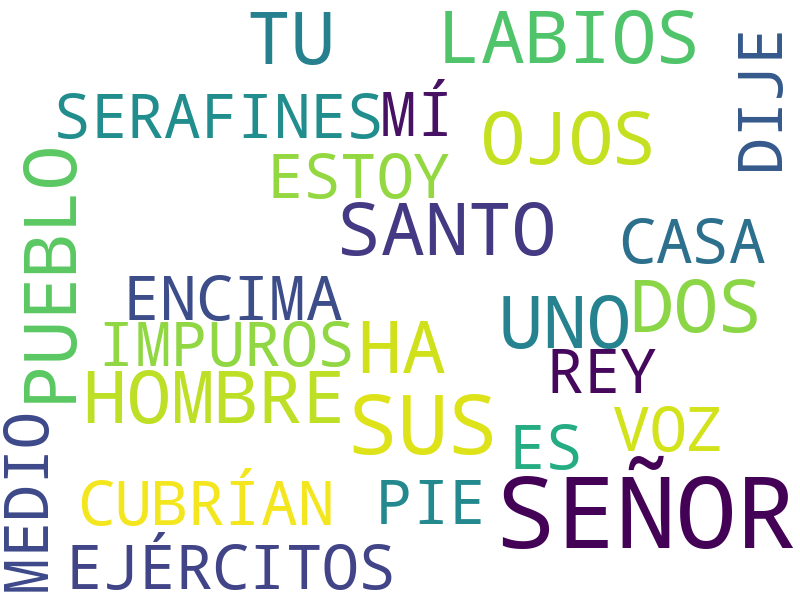 TU
LABIOS
DIJE
SERAFINES
MÍ
OJOS
ESTOY
PUEBLO
SANTO
CASA
ENCIMA
UNO
DOS
IMPUROS
HA
REY
HOMBRE
SUS
VOZ
ES
MEDIO
CUBRÍAN
PIE
SEÑOR
EJÉRCITOS